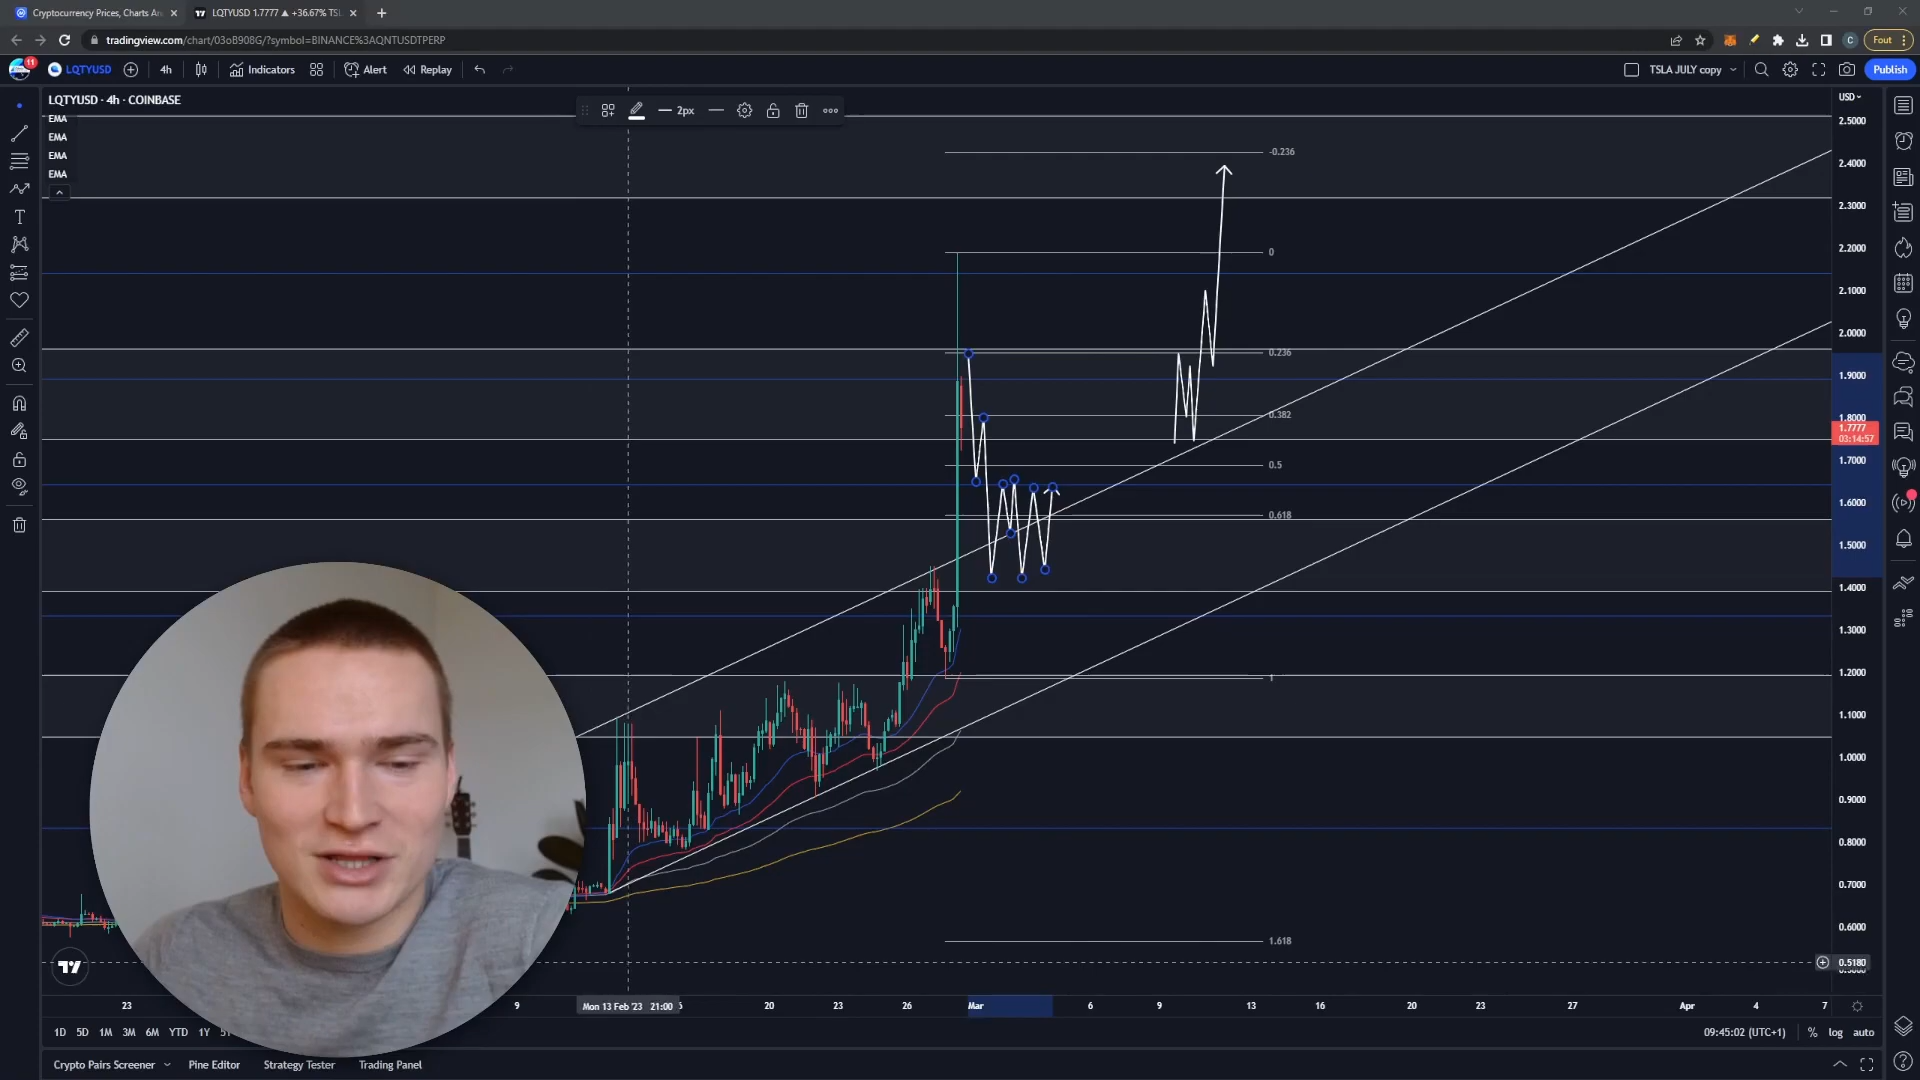 Cryptocurrency Prices, Charts An
LQTYUSD 1.7777 ▲ +36.67% TSL
tradingview.com/chart/03oB908G/?symbol=BINANCE%3AQNTUSDTPERP
C
Fout
11
LQTYUSD
4h
Indicators
Alert
Replay
TSLA JULY copy
Publish
LQTYUSD · 4h · COINBASE
EMA
EMA
EMA
EMA
2px
USD
2.5000
2.4000
2.3000
2.2000
2.1000
2.0000
1.9000
1.8000
1.7777
03:14:57
1.7000
1.6000
1.5000
1.4000
1.3000
1.2000
1.1000
1.0000
0.9000
0.8000
0.7000
0.6000
0.5180
-0.236
0
0.236
0.382
0.5
0.618
1
1.618
23
9
Mon 13 Feb '23 21:00
20
23
26
Mar
6
9
13
16
20
23
27
Apr
4
7
1D 5D 1M 3M 6M YTD 1Y
09:45:02 (UTC+1)
% log auto
Crypto Pairs Screener
Pine Editor
Strategy Tester
Trading Panel